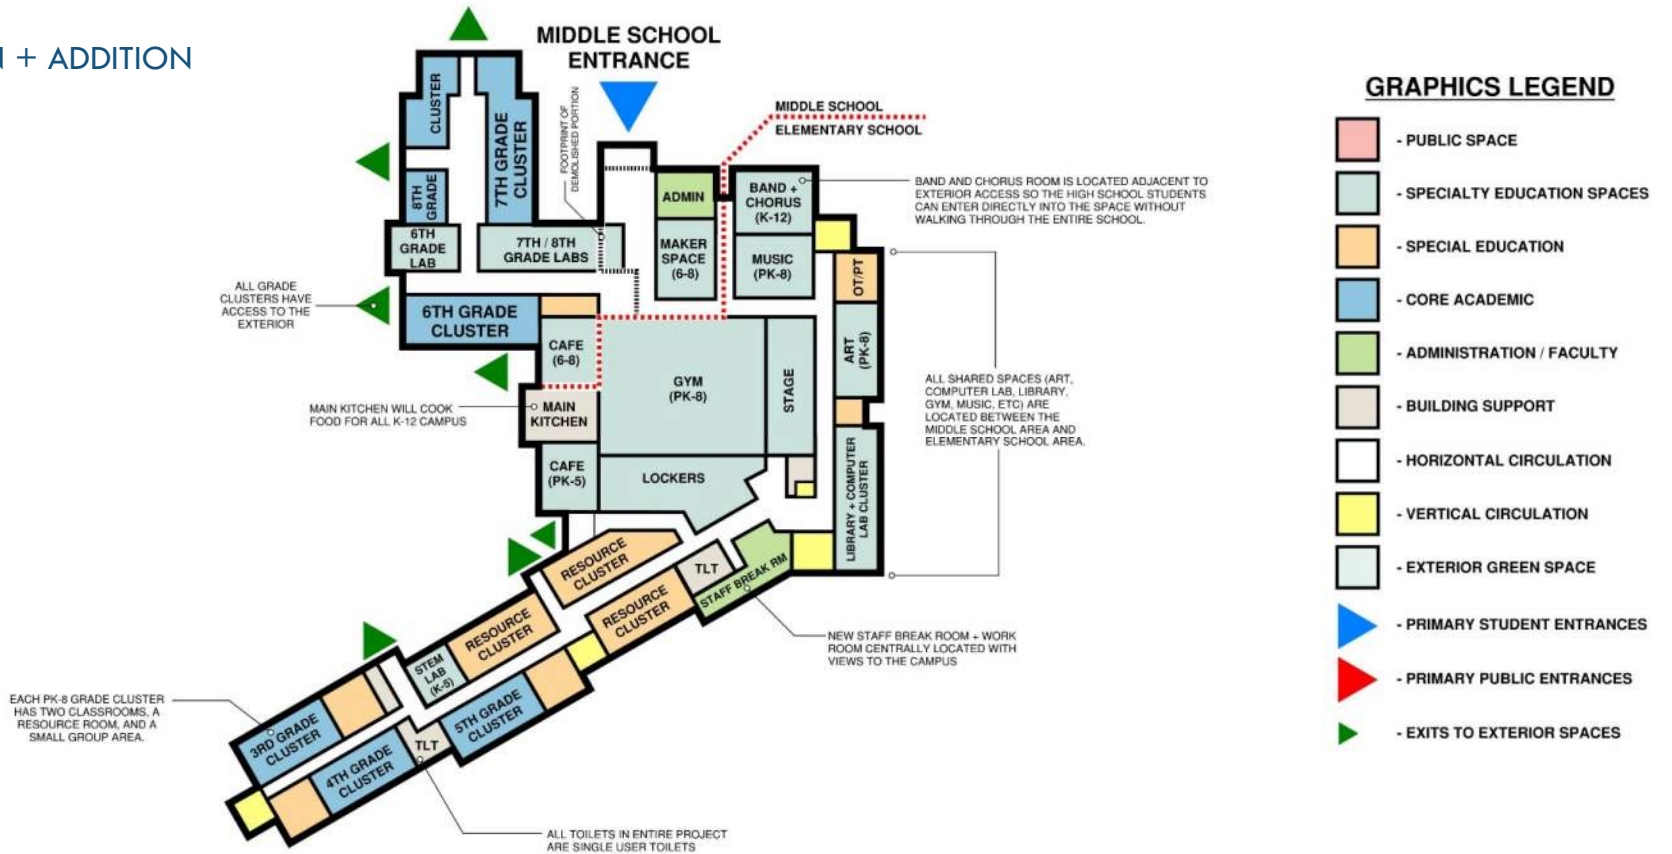 N + ADDITION
MIDDLE SCHOOL
ENTRANCE
FOOTPRINT OF
DEMOLISHED PORTION
MIDDLE SCHOOL
ELEMENTARY SCHOOL
CLUSTER
8TH
GRADE
7TH GRADE
CLUSTER
6TH
GRADE
LAB
7TH / 8TH
GRADE LABS
ADMIN
MAKER
SPACE
(6-8)
BAND +
CHORUS
(K-12)
MUSIC
(PK-8)
BAND AND CHORUS ROOM IS LOCATED ADJACENT TO
EXTERIOR ACCESS SO THE HIGH SCHOOL STUDENTS
CAN ENTER DIRECTLY INTO THE SPACE WITHOUT
WALKING THROUGH THE ENTIRE SCHOOL.
ALL GRADE
CLUSTERS HAVE
ACCESS TO THE
EXTERIOR
6TH GRADE
CLUSTER
CAFE
(6-8)
GYM
(PK-8)
STAGE
OT/PT
ART
(PK-8)
MAIN KITCHEN WILL COOK
FOOD FOR ALL K-12 CAMPUS
MAIN
KITCHEN
CAFE
(PK-5)
LOCKERS
LIBRARY + COMPUTER
LAB CLUSTER
ALL SHARED SPACES (ART,
COMPUTER LAB, LIBRARY,
GYM, MUSIC, ETC) ARE
LOCATED BETWEEN THE
MIDDLE SCHOOL AREA AND
ELEMENTARY SCHOOL AREA.
RESOURCE
CLUSTER
TLT
STAFF BREAK RM
RESOURCE
CLUSTER
RESOURCE
CLUSTER
STEM
LAB
(K-5)
NEW STAFF BREAK ROOM + WORK
ROOM CENTRALLY LOCATED WITH
VIEWS TO THE CAMPUS
EACH PK-8 GRADE CLUSTER
HAS TWO CLASSROOMS, A
RESOURCE ROOM, AND A
SMALL GROUP AREA.
3RD GRADE
CLUSTER
5TH GRADE
CLUSTER
TLT
4TH GRADE
CLUSTER
ALL TOILETS IN ENTIRE PROJECT
ARE SINGLE USER TOILETS
GRAPHICS LEGEND
- PUBLIC SPACE
- SPECIALTY EDUCATION SPACES
- SPECIAL EDUCATION
- CORE ACADEMIC
- ADMINISTRATION / FACULTY
- BUILDING SUPPORT
- HORIZONTAL CIRCULATION
- VERTICAL CIRCULATION
- EXTERIOR GREEN SPACE
- PRIMARY STUDENT ENTRANCES
- PRIMARY PUBLIC ENTRANCES
- EXITS TO EXTERIOR SPACES